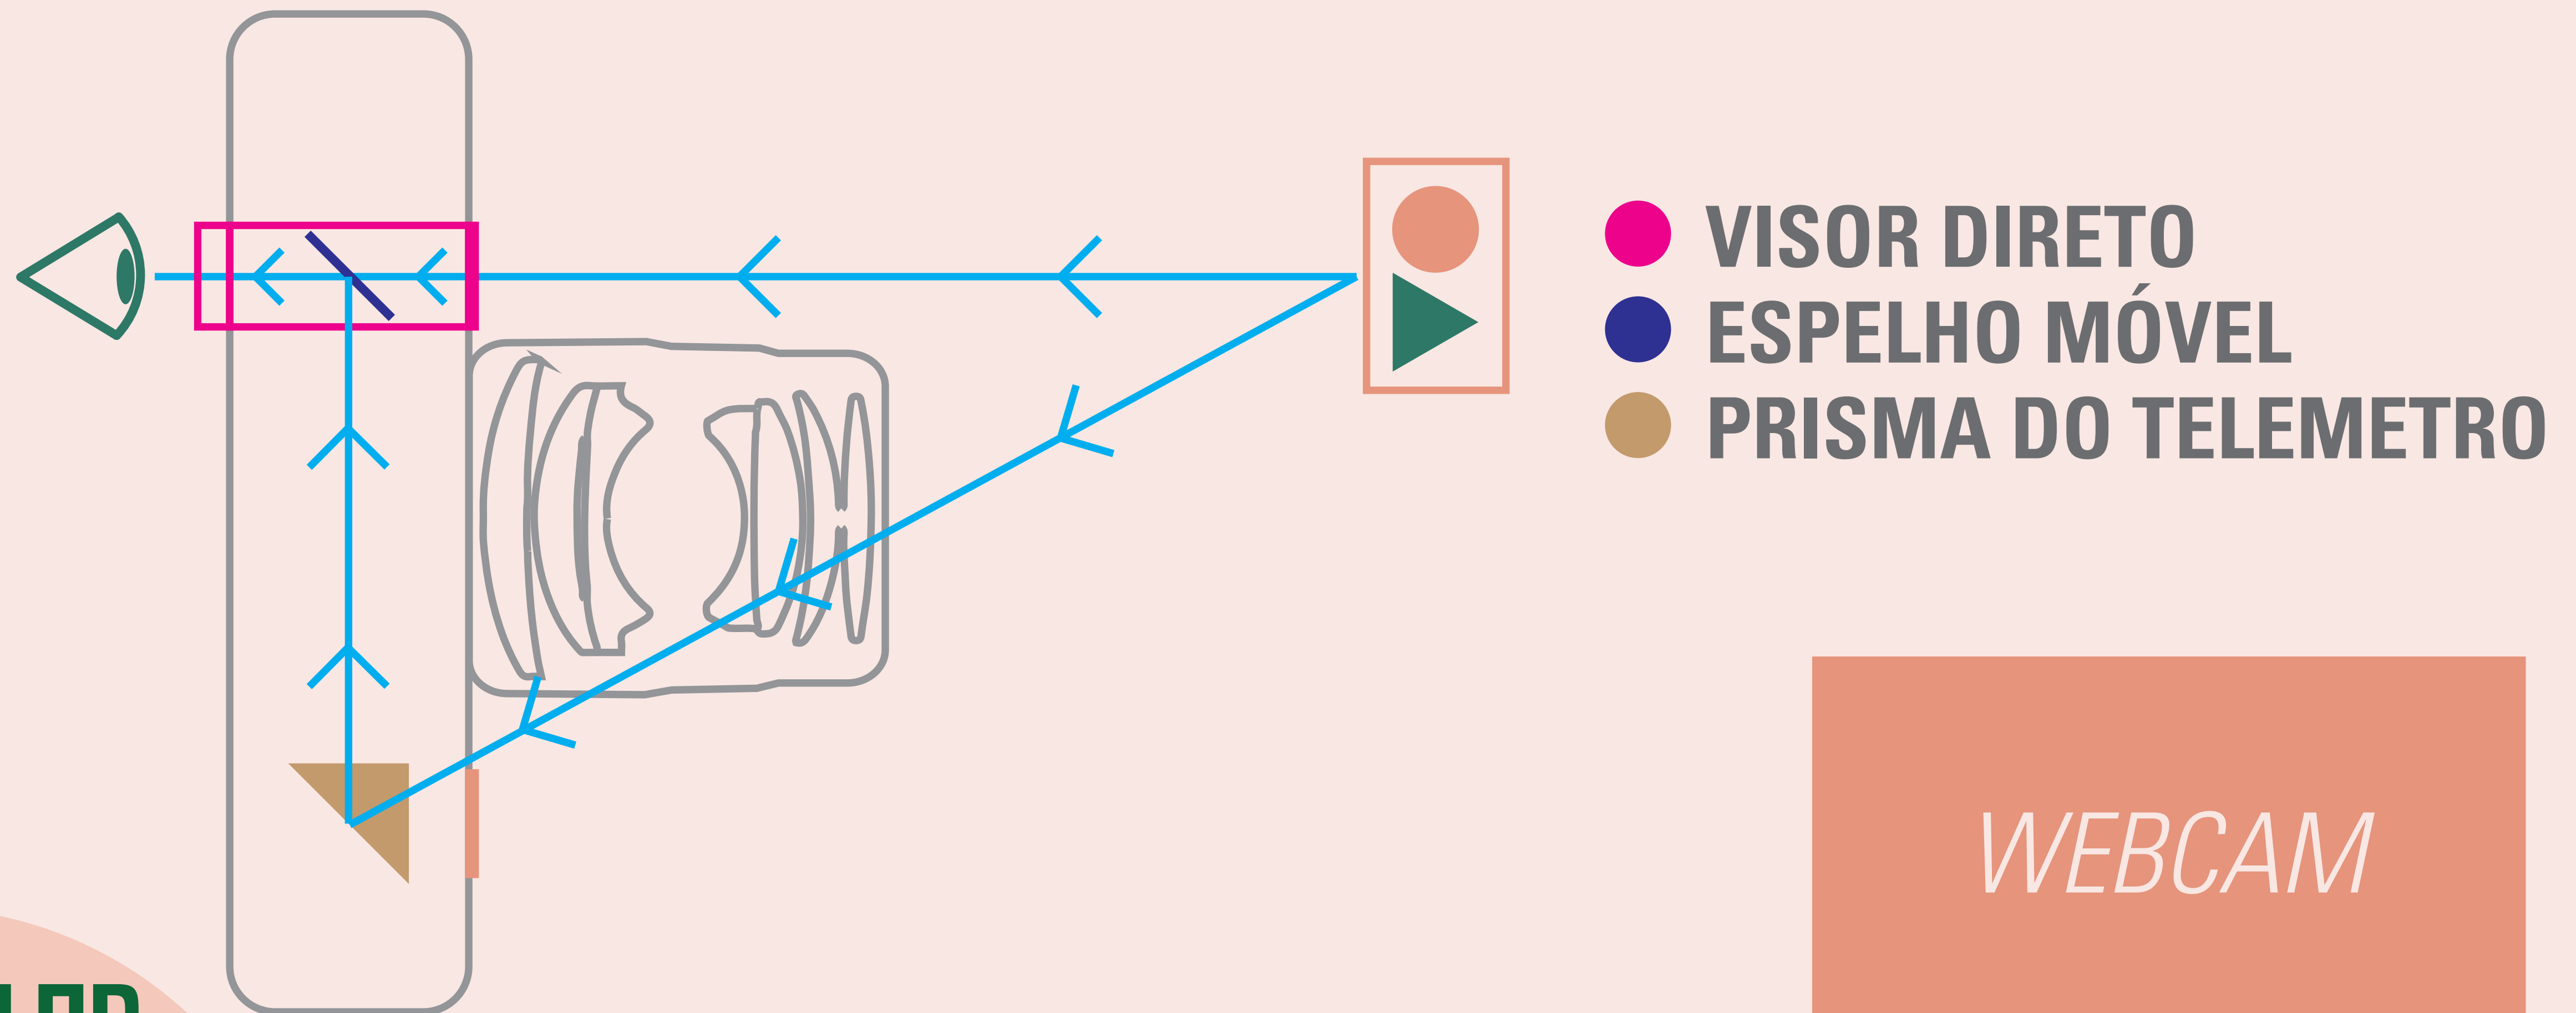 VISOR DIRETO
ESPELHO MÓVEL
PRISMA DO TELEMETRO
WEBCAM